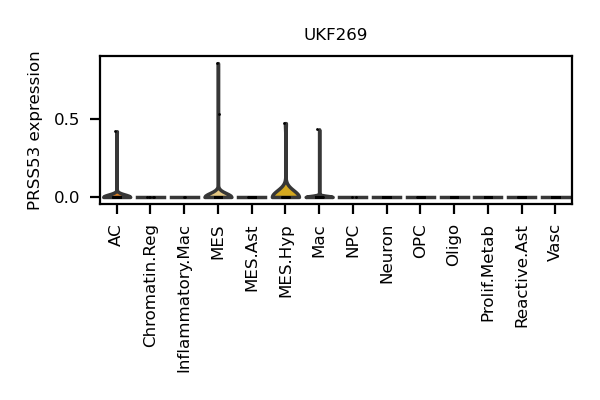 UKF269
PRSS53 expression
0.5
0.0
AC
Chromatin.Reg
Inflammatory.Mac
MES
MES.Ast
MES.Hyp
Mac
NPC
Neuron
OPC
Oligo
Prolif.Metab
Reactive.Ast
Vasc